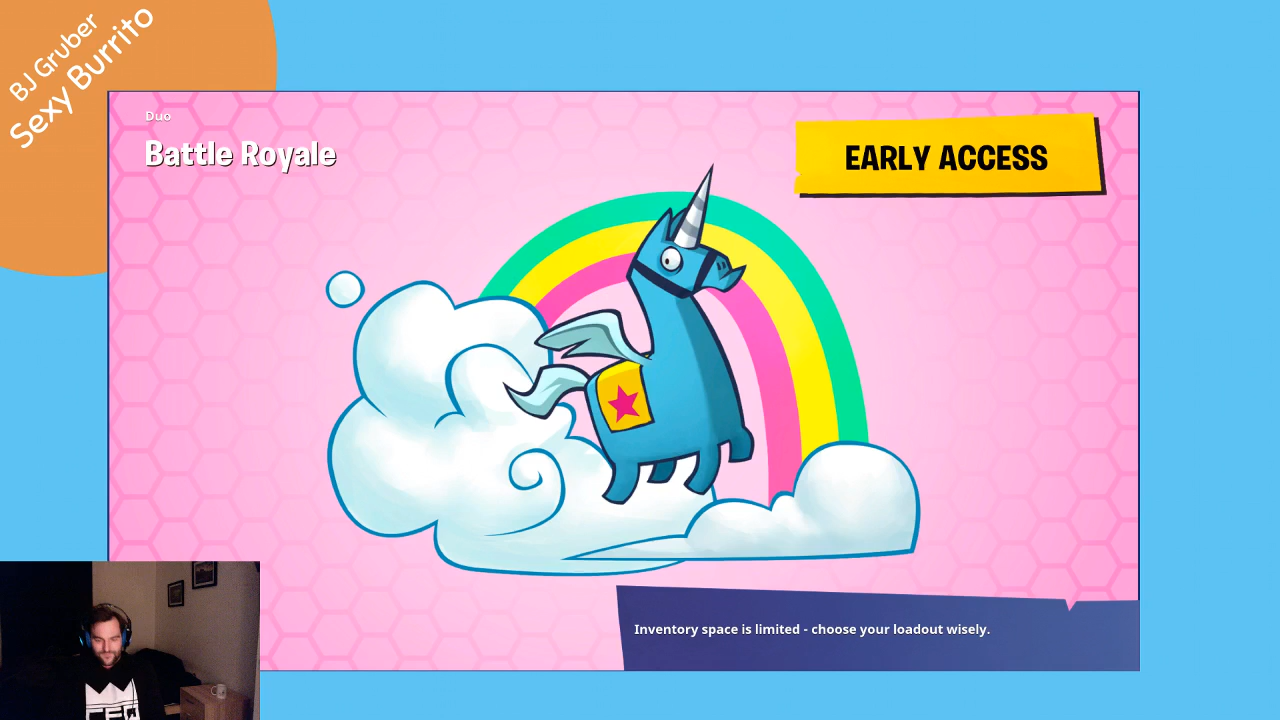 BJ Gruber
Sexy Burrito
Duo
Battle Royale
EARLY ACCESS
Inventory space is limited - choose your loadout wisely.